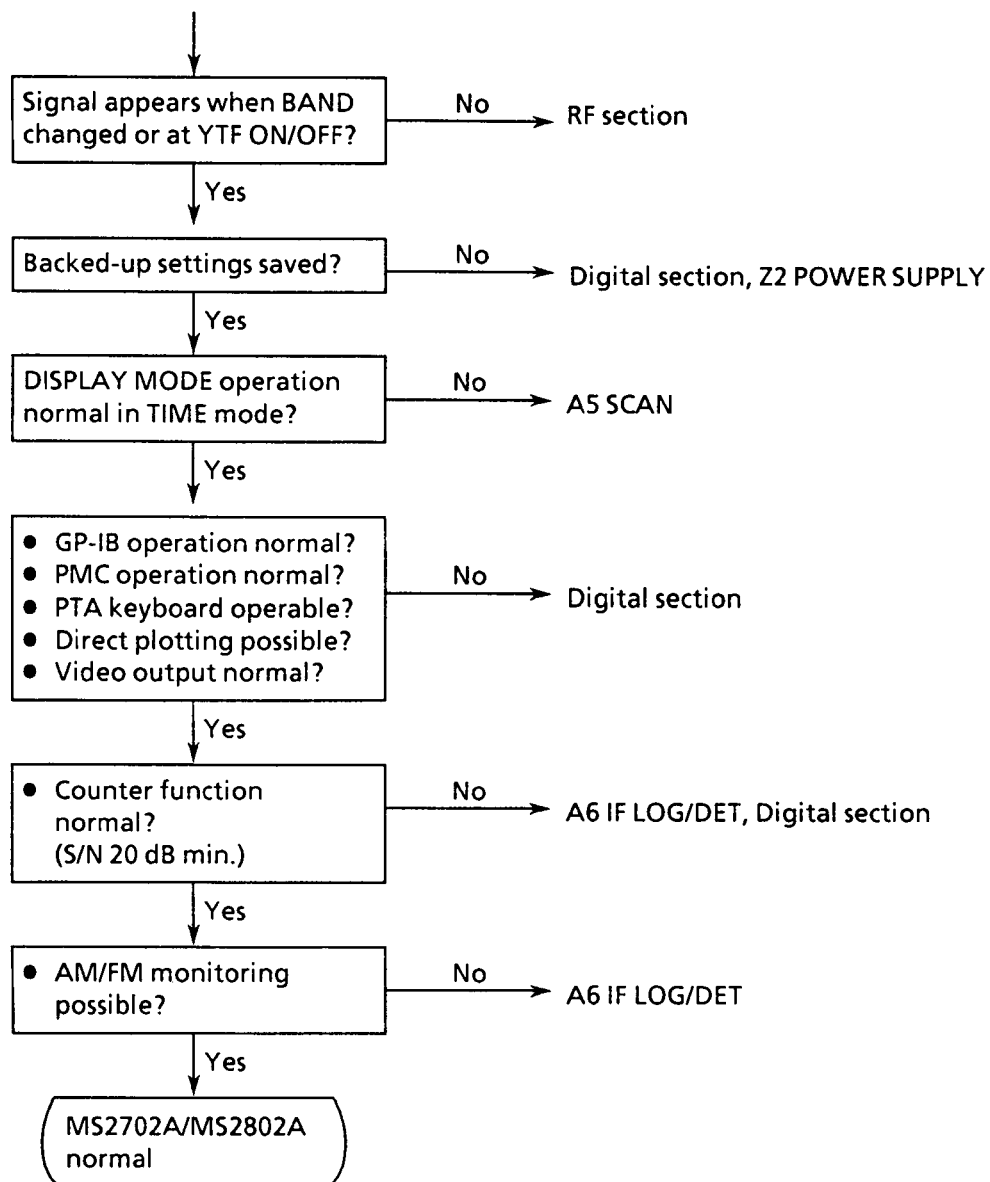 Signal appears when BAND
changed or at YTF ON/OFF?
No
RF section
Yes
Backed-up settings saved?
No
Digital section, Z2 POWER SUPPLY
Yes
DISPLAY MODE operation
normal in TIME mode?
No
A5 SCAN
Yes
● GP-IB operation normal?
● PMC operation normal?
● PTA keyboard operable?
● Direct plotting possible?
● Video output normal?
No
Digital section
Yes
● Counter function
normal?
(S/N 20 dB min.)
No
A6 IF LOG/DET, Digital section
Yes
● AM/FM monitoring
possible?
No
A6 IF LOG/DET
Yes
MS2702A/MS2802A
normal